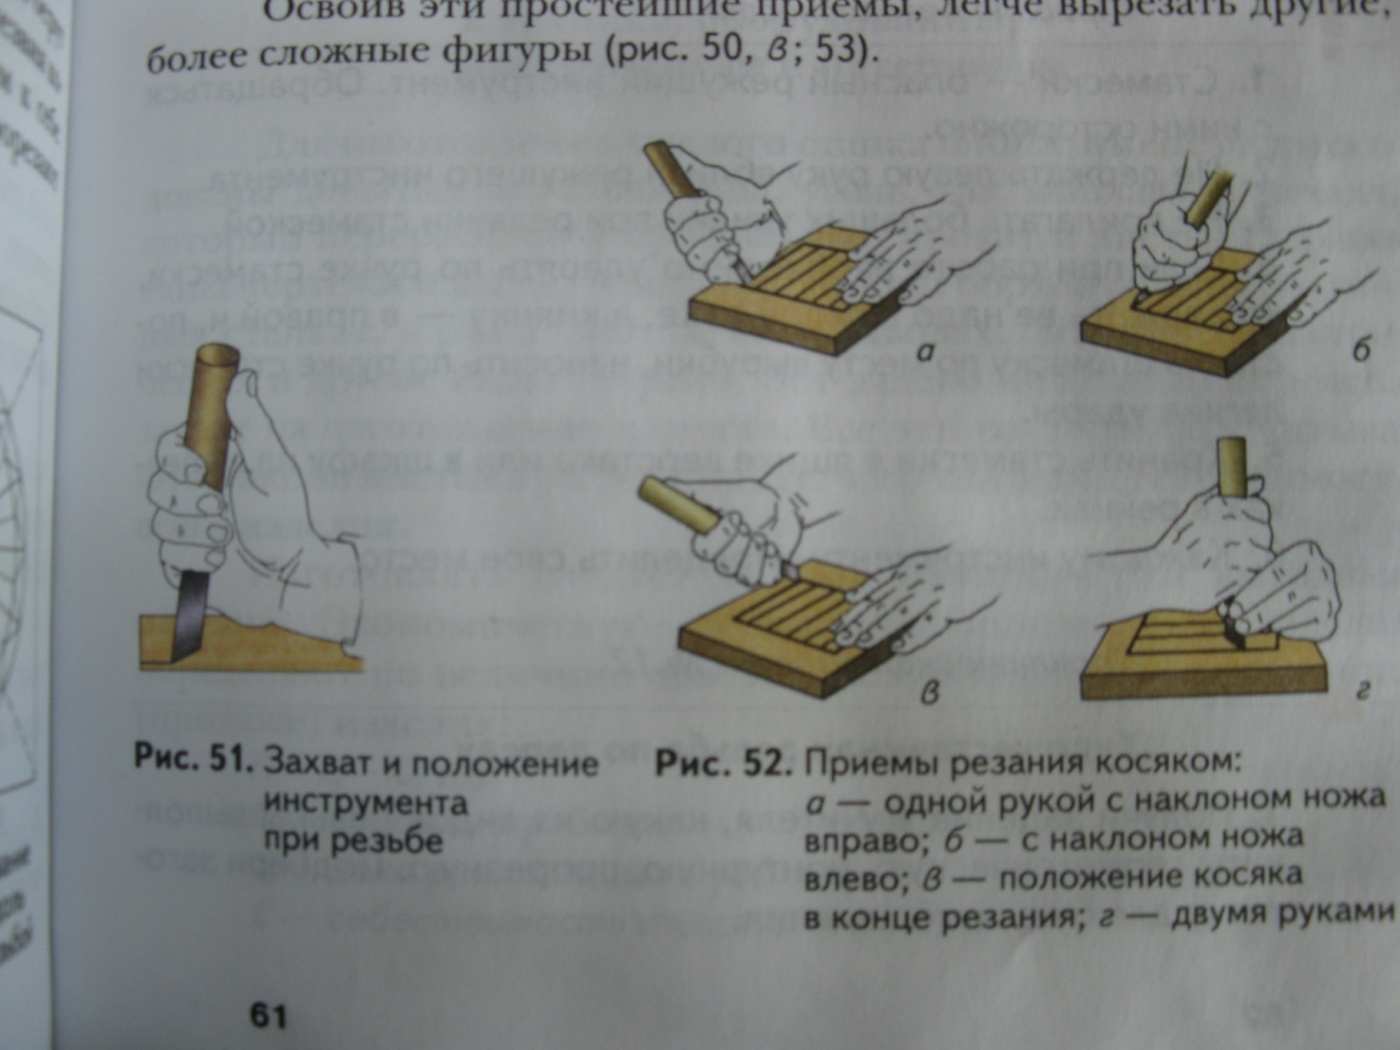 Освоив эти простейшие приемы, легче вырезать другие,
более сложные фигуры (рис. 50, в; 53).
а
б
в
г
Рис. 51. Захват и положение
инструмента
при резьбе
Рис. 52. Приемы резания косяком:
а — одной рукой с наклоном ножа
вправо; б — с наклоном ножа
влево; в — положение косяка
в конце резания; г — двумя руками
61